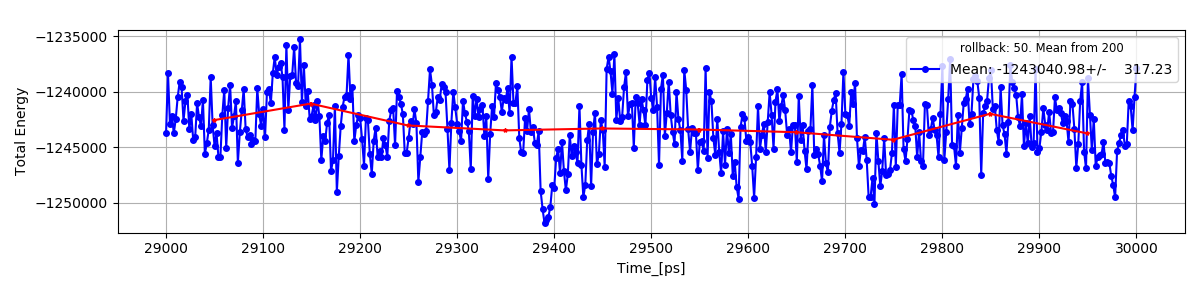 rollback: 50. Mean from 200
Mean: -1243040.98+/- 317.23
Total Energy
−1235000
−1240000
−1245000
−1250000
29000 29100 29200 29300 29400 29500 29600 29700 29800 29900 30000
Time_[ps]